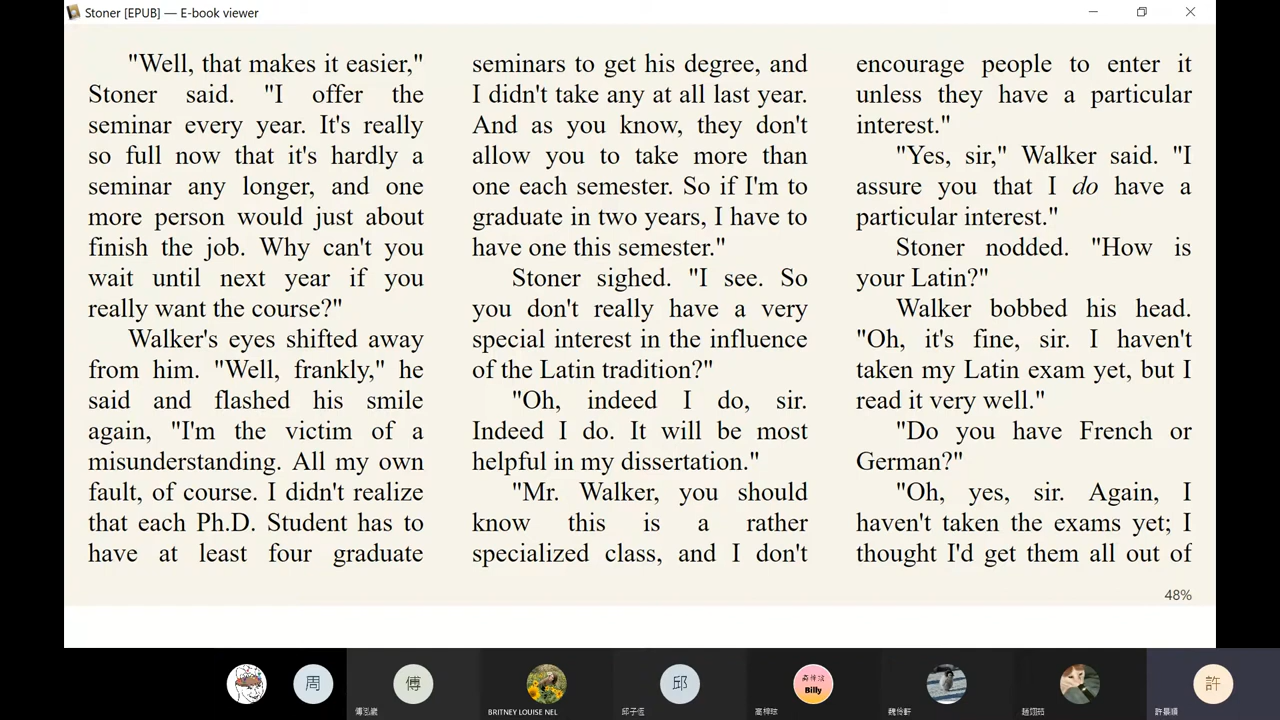 Stoner [EPUB] — E-book viewer
"Well, that makes it easier,"
Stoner said. "I offer the
seminar every year. It's really
so full now that it's hardly a
seminar any longer, and one
more person would just about
finish the job. Why can't you
wait until next year if you
really want the course?"
Walker's eyes shifted away
from him. "Well, frankly," he
said and flashed his smile
again, "I'm the victim of a
misunderstanding. All my own
fault, of course. I didn't realize
that each Ph.D. Student has to
have at least four graduate
seminars to get his degree, and
I didn't take any at all last year.
And as you know, they don't
allow you to take more than
one each semester. So if I'm to
graduate in two years, I have to
have one this semester."
Stoner sighed. "I see. So
you don't really have a very
special interest in the influence
of the Latin tradition?"
"Oh, indeed I do, sir.
Indeed I do. It will be most
helpful in my dissertation."
"Mr. Walker, you should
know this is a rather
specialized class, and I don't
encourage people to enter it
unless they have a particular
interest."
"Yes, sir," Walker said. "I
assure you that I do have a
particular interest."
Stoner nodded. "How is
your Latin?"
Walker bobbed his head.
"Oh, it's fine, sir. I haven't
taken my Latin exam yet, but I
read it very well."
"Do you have French or
German?"
"Oh, yes, sir. Again, I
haven't taken the exams yet; I
thought I'd get them all out of
48%
周
傅
邱
Billy
許
BRITNEY LOUISE NEL
邱子恆